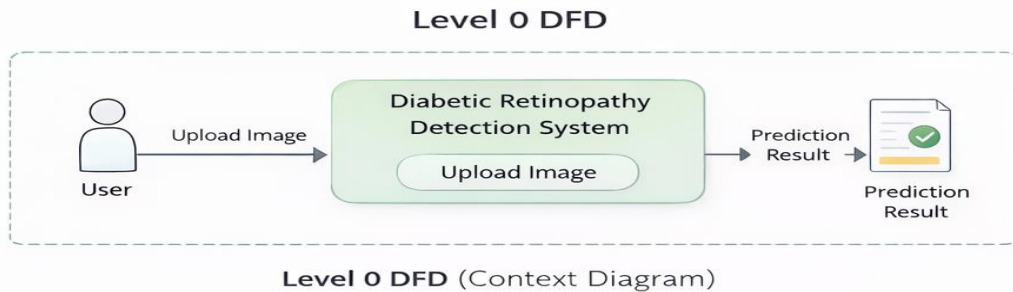 Level 0 DFD
Upload Image
User
Diabetic Retinopathy
Detection System
Upload Image
Prediction
Result
Prediction
Result
Level 0 DFD (Context Diagram)